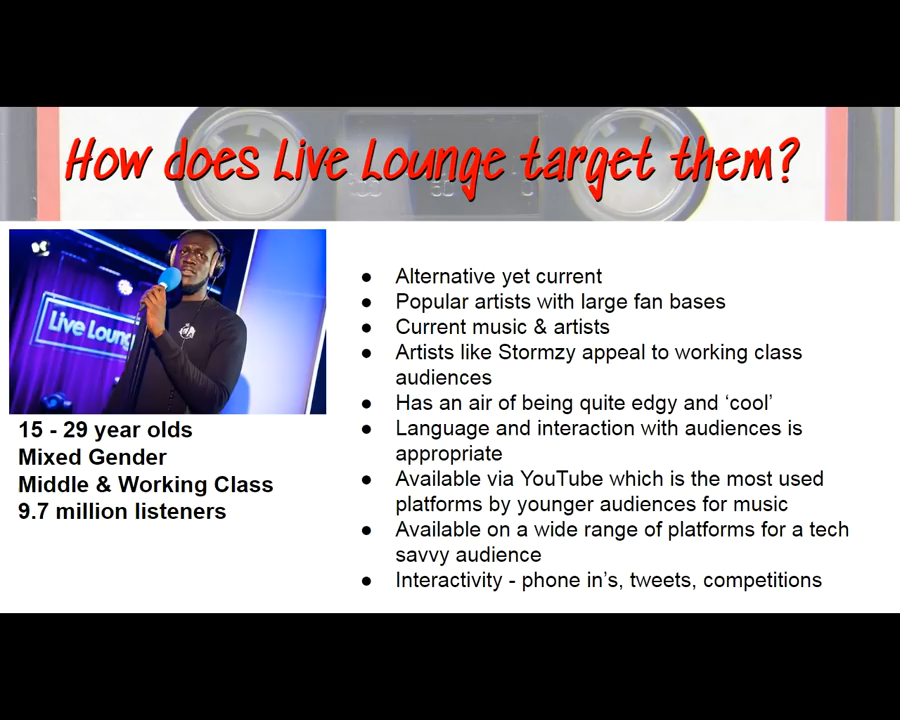 How does Live Lounge target them?
Live Loung
15 - 29 year olds
Mixed Gender
Middle & Working Class
9.7 million listeners
● Alternative yet current
● Popular artists with large fan bases
● Current music & artists
● Artists like Stormzy appeal to working class
audiences
● Has an air of being quite edgy and ‘cool’
● Language and interaction with audiences is
appropriate
● Available via YouTube which is the most used
platforms by younger audiences for music
● Available on a wide range of platforms for a tech
savvy audience
● Interactivity - phone in’s, tweets, competitions